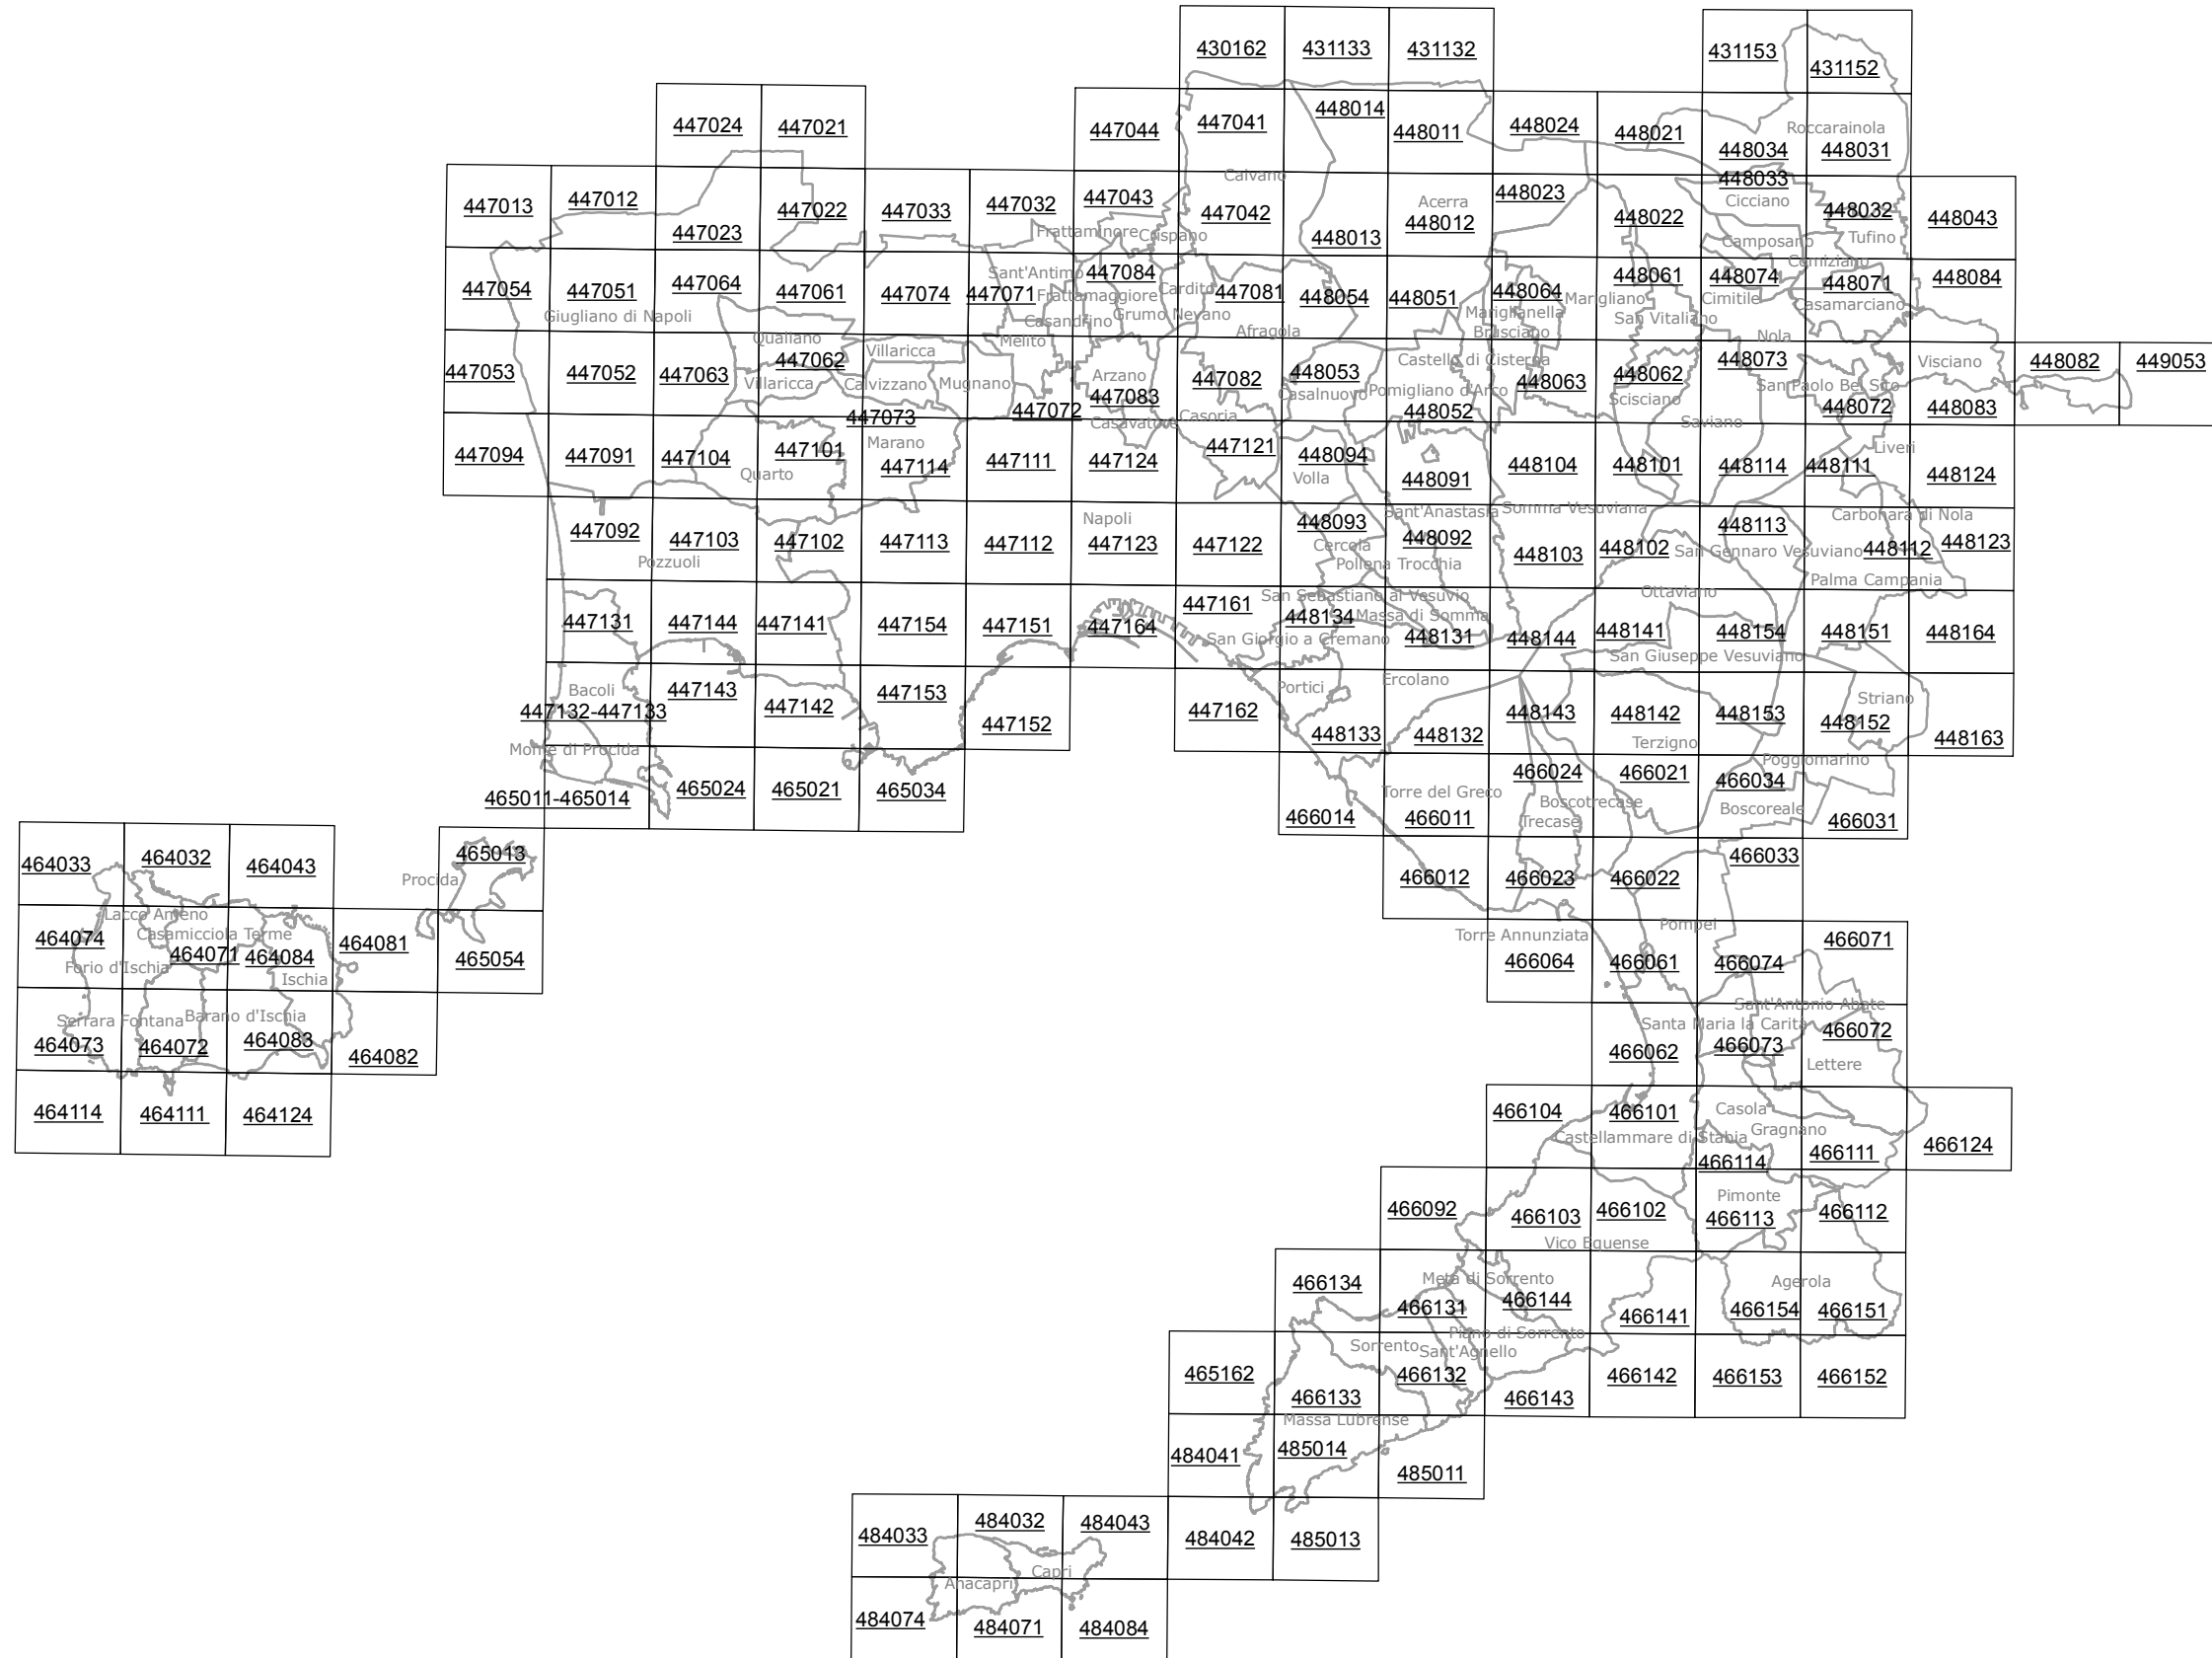 430162 431133 431132 431153 431152
447024 447021 447044 447041 448014 448011 448024 448021 448034 Roccarainola 448031
Caivano
447013 447012 447023 447022 447033 447032 447043 447042 448013 Acerra 448012 448023 448022 448033 Cicciano 448032 448043
Frattaminore Crispano Camposano Tufino
Comiziano
447054 447051 447064 447061 447074 447071 447084 447081 448054 448051 448064 448061 448074 448071 448084
Giugliano di Napoli Sant'Antimo Frattamaggiore Cardito Grumo Nevano Casandrino Afragola Mariglianella Marigliano San Vitaliano Cimitile Casamarciano
Brusciano Nola
Qualiano Villaricca Melito Castello di Cisterna Visciano
447053 447052 447063 447062 447073 447072 447083 447082 448053 448052 448063 448062 448073 448072 448083 448082 449053
Villaricca Calvizzano Mugnano Arzano Casalnuovo Pomigliano d'Arco Scisciano San Paolo Bel Sito
Casavatore Casoria Saviano
Marano Liveri
447094 447091 447104 447101 447114 447111 447124 447121 448094 448091 448104 448101 448114 448111 448124
Quarto Volla
Napoli Sant'Anastasia Somma Vesuviana Carbonara di Nola
447092 447103 447102 447113 447112 447123 447122 448093 448092 448103 448102 448113 448112 448123
Pozzuoli Cercola San Gennaro Vesuviano
Pollena Trocchia Palma Campania
Ottaviano
San Sebastiano al Vesuvio
447131 447144 447141 447154 447151 447164 447161 448134 448131 448144 448141 448154 448151 448164
Massa di Somma
San Giorgio a Cremano San Giuseppe Vesuviano
Bacoli Portici Ercolano Striano
447132-447133 447143 447142 447153 447152 447162 448133 448132 448143 448142 448153 448152 448163
Monte di Procida Terzigno
Poggiomarino
465011-465014 465024 465021 465034 466014 466011 466024 466021 466034 466031
Torre del Greco Boscotrecase Boscoreale
Trecase
464033 464032 464043 465013 466012 466023 466022 466033
Procida
Lacco Ameno
Casamicciola Terme
464074 464071 464084 464081 465054 466064 466061 466074 466071
Forio d'Ischia Ischia Torre Annunziata Pompei
Sant'Antonio Abate
Serrara Fontana Barano d'Ischia Santa Maria la Carita
464073 464072 464083 464082 466062 466073 466072
Lettere
464114 464111 464124 466104 466101 466114 466111 466124
Casola
Castellammare di Stabia Gragnano
Pimonte
466092 466103 466102 466113 466112
Vico Equense
466134 466131 466144 466141 466154 466151
Meta di Sorrento Agerola
Piano di Sorrento
Sorrento Sant'Agnello
465162 466133 466132 466143 466142 466153 466152
Massa Lubrense
484041 485014 485011
484033 484032 484043 484042 485013
Anacapri Capri
484074 484071 484084